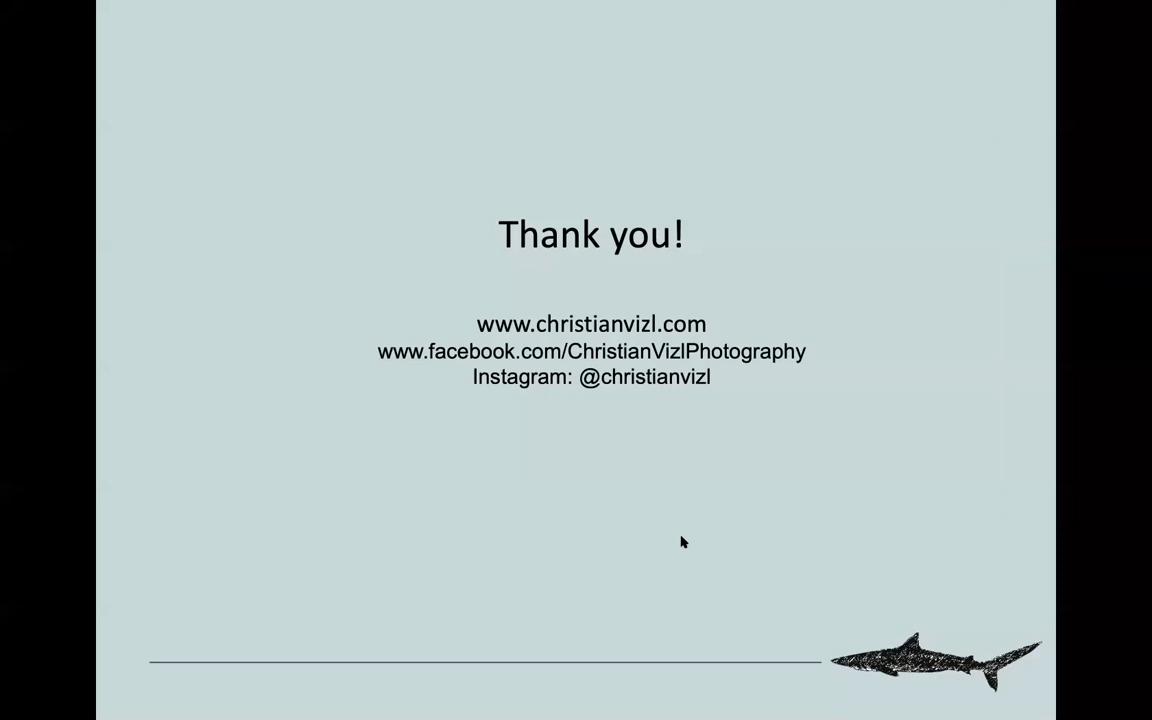 Thank you!
www.christianvizl.com
www.facebook.com/ChristianVizlPhotography
Instagram: @christianvizl